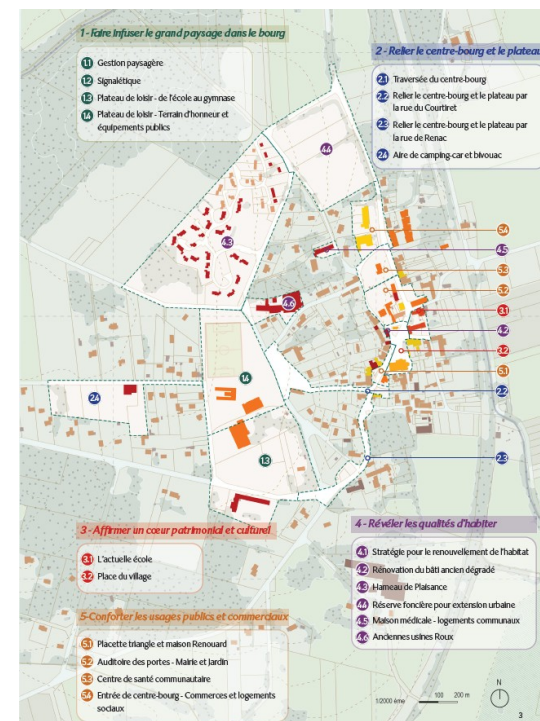 1 - Faire infuser le grand paysage dans le bourg
1.1 Gestion paysagère
1.2 Signalétique
1.3 Plateau de loisir - de l'école au gymnase
1.4 Plateau de loisir - Terrain d'honneur et
équipements publics
2 - Relier le centre-bourg et le plateau
2.1 Traversée du centre-bourg
2.2 Relier le centre-bourg et le plateau par
la rue du Courtiret
2.3 Relier le centre-bourg et le plateau par
la rue de Renac
2.4 Aire de camping-car et bivouac
4.4
4.3
5.4
4.5
5.3
5.2
4.6
3.1
4.2
3.2
1.4
5.1
2.4
2.2
1.3
2.3
3 - Affirmer un cœur patrimonial et culturel
3.1 L'actuelle école
3.2 Place du village
4 - Révéler les qualités d'habiter
4.1 Stratégie pour le renouvellement de l'habitat
4.2 Rénovation du bâti ancien dégradé
4.3 Hameau de Plaisance
4.4 Réserve foncière pour extension urbaine
4.5 Maison médicale - logements communaux
4.6 Anciennes usines Roux
5-Conforter les usages publics et commerciaux
5.1 Placette triangle et maison Renouard
5.2 Auditoire des portes - Mairie et Jardin
5.3 Centre de santé communautaire
5.4 Entrée de centre-bourg - Commerces et logements
sociaux
1/2000 ème
100
200 m
N
3